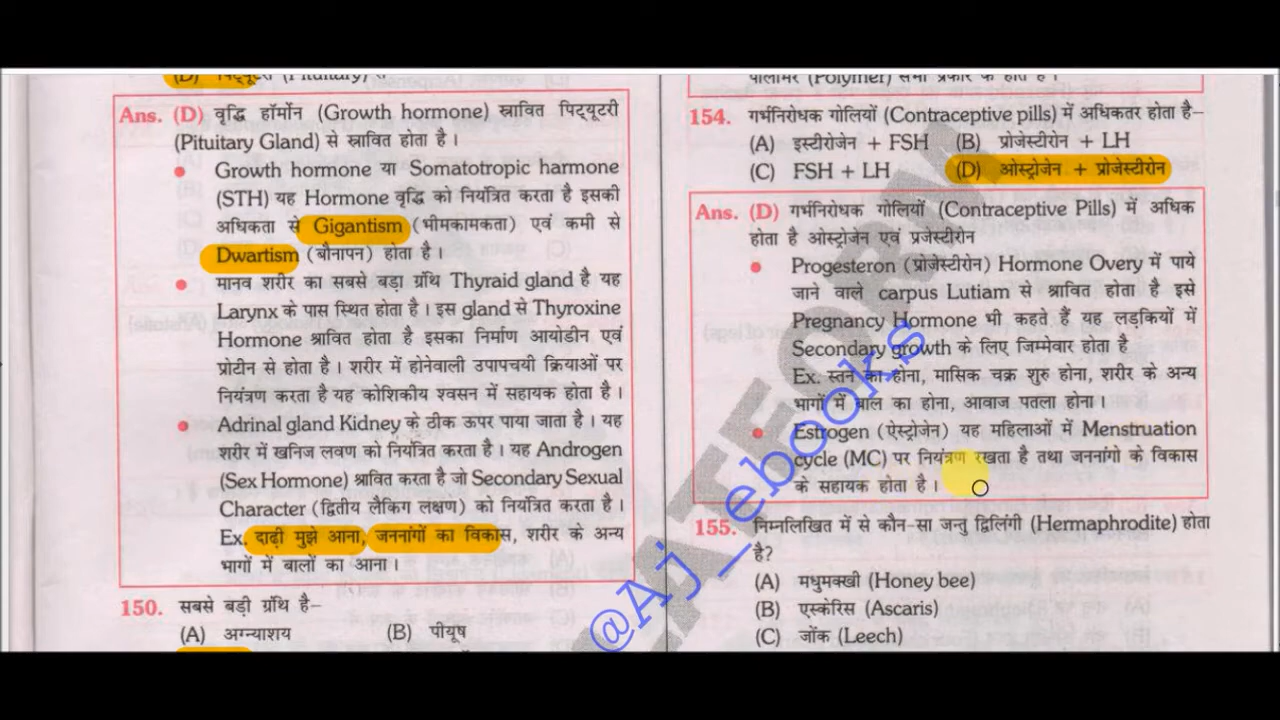 (D) पिट्यूटरी (Pituitary) से
Ans. (D) वृद्धि हॉर्मोन (Growth hormone) स्रावित पिट्यूटरी
(Pituitary Gland) से स्रावित होता है ।
● Growth hormone या Somatotropic harmone
(STH) यह Hormone वृद्धि को नियंत्रित करता है इसकी
अधिकता से Gigantism (भीमकामकता) एवं कमी से
Dwartism (बौनापन) होता है ।
● मानव शरीर का सबसे बड़ा ग्रंथि Thyraid gland है यह
Larynx के पास स्थित होता है । इस gland से Thyroxine
Hormone श्रावित होता है इसका निर्माण आयोडीन एवं
प्रोटीन से होता है । शरीर में होनेवाली उपापचयी क्रियाओं पर
नियंत्रण करता है यह कोशिकीय श्वसन में सहायक होता है ।
● Adrinal gland Kidney के ठीक ऊपर पाया जाता है । यह
शरीर में खनिज लवण को नियंत्रित करता है । यह Androgen
(Sex Hormone) श्रावित करता है जो Secondary Sexual
Character (द्वितीय लैकिग लक्षण) को नियंत्रित करता है ।
Ex. दाढ़ी मुझे आना, जननांगों का विकास, शरीर के अन्य
भागों में बालों का आना ।
150. सबसे बड़ी ग्रंथि है–
(A) अग्न्याशय (B) पीयूष
पॉलीमर (Polymer) सभी प्रकार के होते हैं ।
154. गर्भनिरोधक गोलियों (Contraceptive pills) में अधिकतर होता है–
(A) इस्टीरोजेन + FSH (B) प्रोजेस्टीरोन + LH
(C) FSH + LH (D) ओस्ट्रोजेन + प्रोजेस्टीरोन
Ans. (D) गर्भनिरोधक गोलियों (Contraceptive Pills) में अधिक
होता है ओस्ट्रोजेन एवं प्रजेस्टीरोन
● Progesteron (प्रोजेस्टीरोन) Hormone Overy में पाये
जाने वाले carpus Lutiam से श्रावित होता है इसे
Pregnancy Hormone भी कहते हैं यह लड़कियों में
Secondary growth के लिए जिम्मेवार होता है
Ex. स्तन का होना, मासिक चक्र शुरु होना, शरीर के अन्य
भागों में बाल का होना, आवाज पतला होना ।
● Estrogen (ऐस्ट्रोजेन) यह महिलाओं में Menstruation
cycle (MC) पर नियंत्रण रखता है तथा जननांगो के विकास
के सहायक होता है ।
155. निम्नलिखित में से कौन-सा जन्तु द्विलिंगी (Hermaphrodite) होता
है?
(A) मधुमक्खी (Honey bee)
(B) एस्केरिस (Ascaris)
(C) जोंक (Leech)
@Aj_ebooks